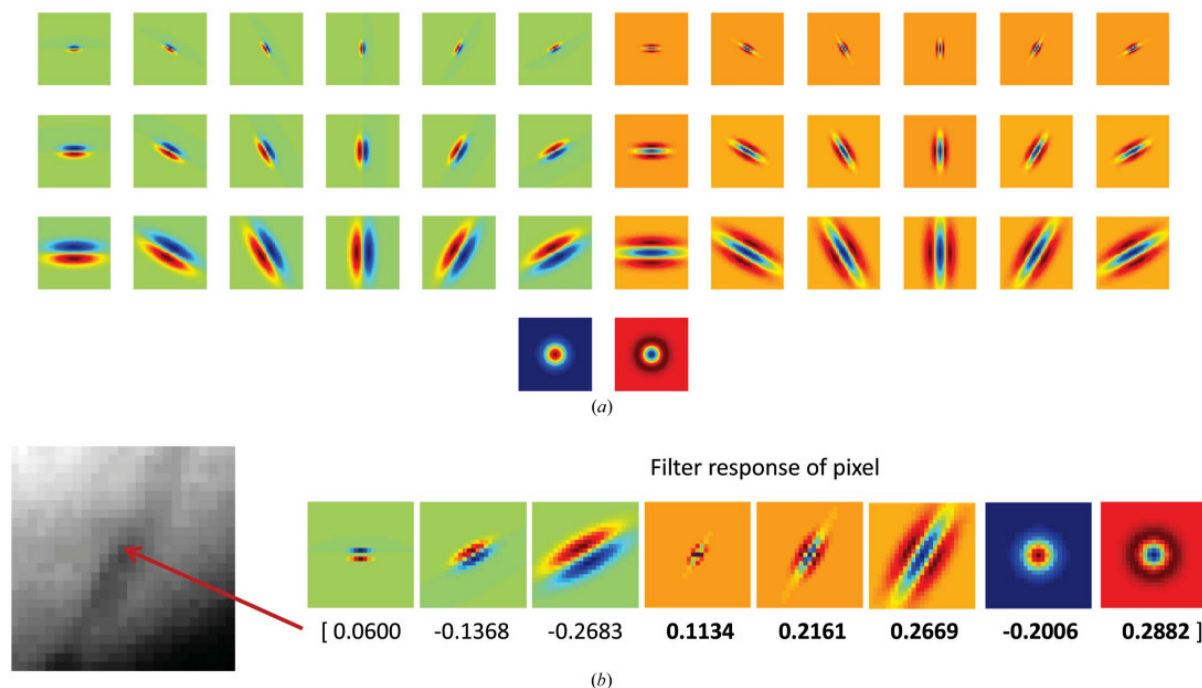 (a)
Filter response of pixel
[ 0.0600 -0.1368 -0.2683 0.1134 0.2161 0.2669 -0.2006 0.2882 ]
(b)